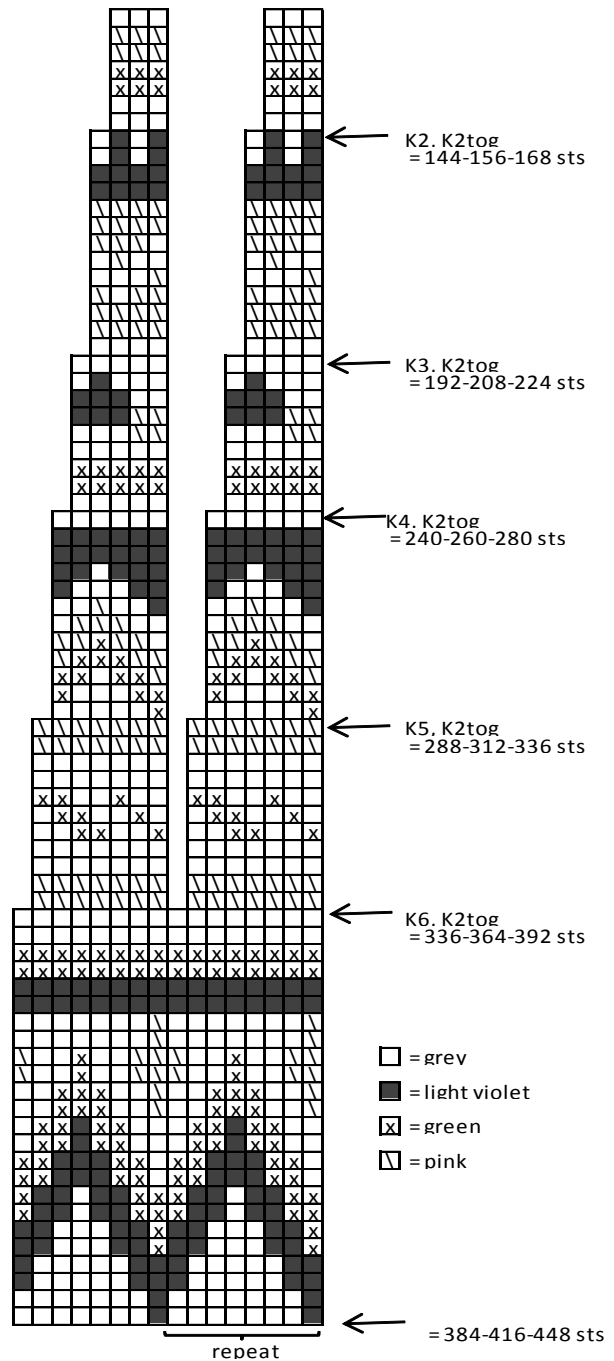 K2. K2tog
=144-156-168 sts
K3. K2tog
=192-208-224 sts
K4. K2tog
=240-260-280 sts
K5. K2tog
=288-312-336 sts
K6. K2tog
=336-364-392 sts
=grey
=light violet
x =green
\ =pink
=384-416-448 sts
repeat